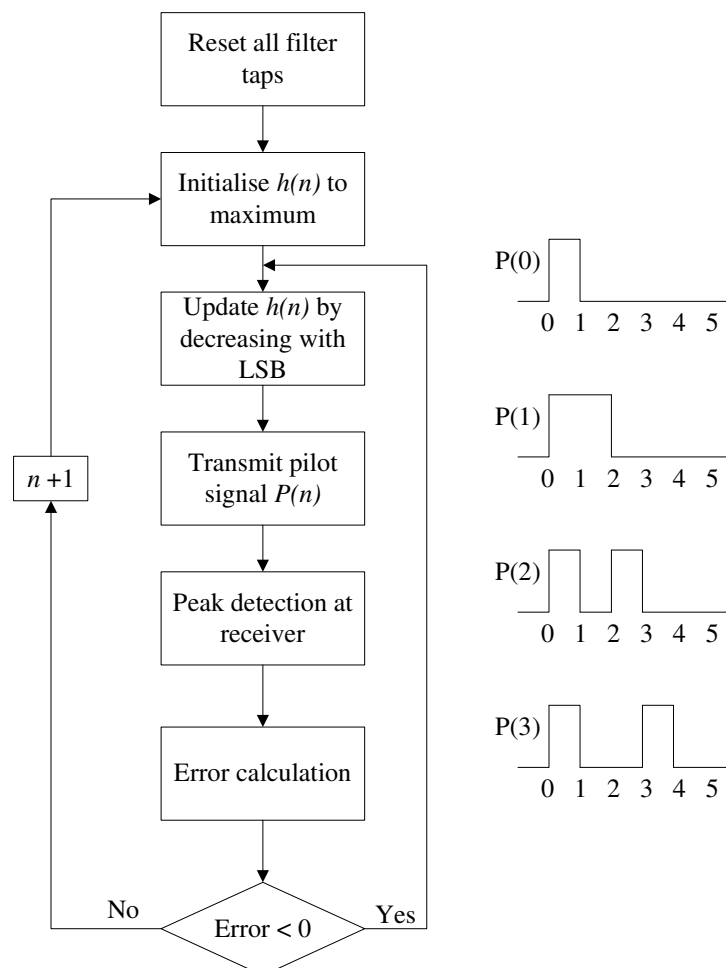 Reset all filter
taps
Initialise h(n) to
maximum
Update h(n) by
decreasing with
LSB
Transmit pilot
signal P(n)
Peak detection at
receiver
Error calculation
Error < 0
No
Yes
n +1
P(0)
0 1 2 3 4 5
P(1)
0 1 2 3 4 5
P(2)
0 1 2 3 4 5
P(3)
0 1 2 3 4 5